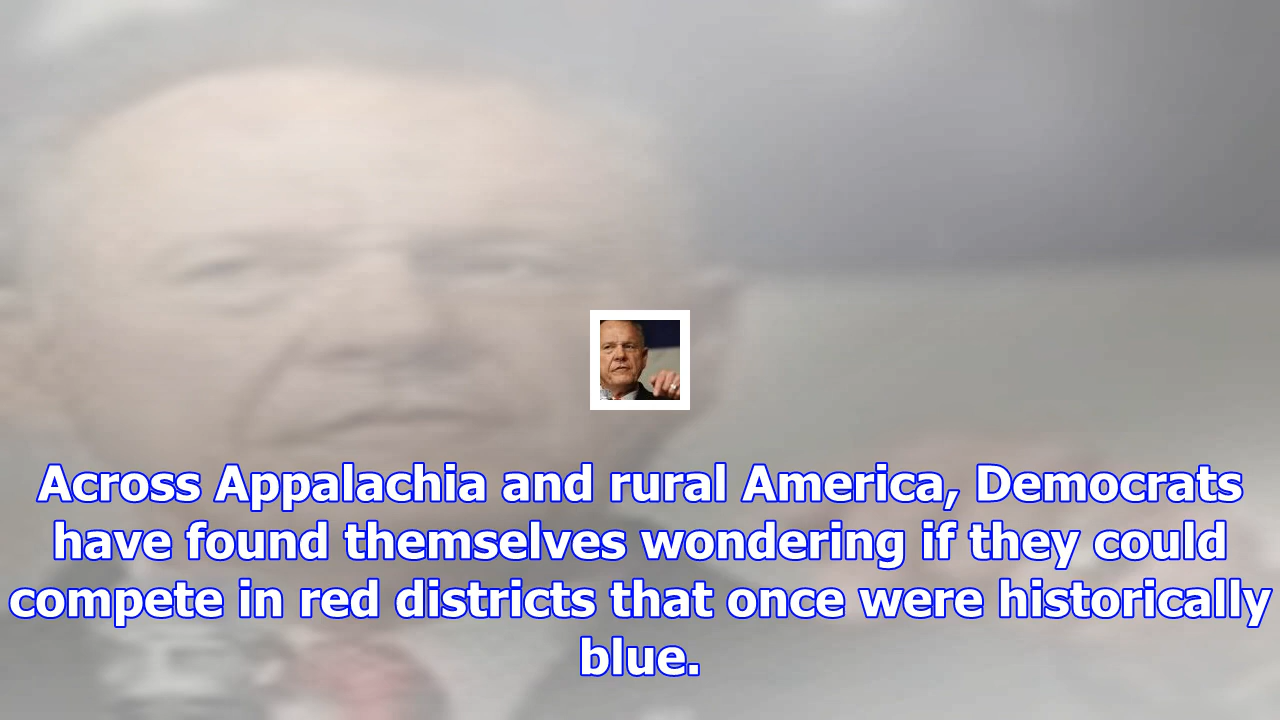 Across Appalachia and rural America, Democrats
have found themselves wondering if they could
compete in red districts that once were historically
blue.